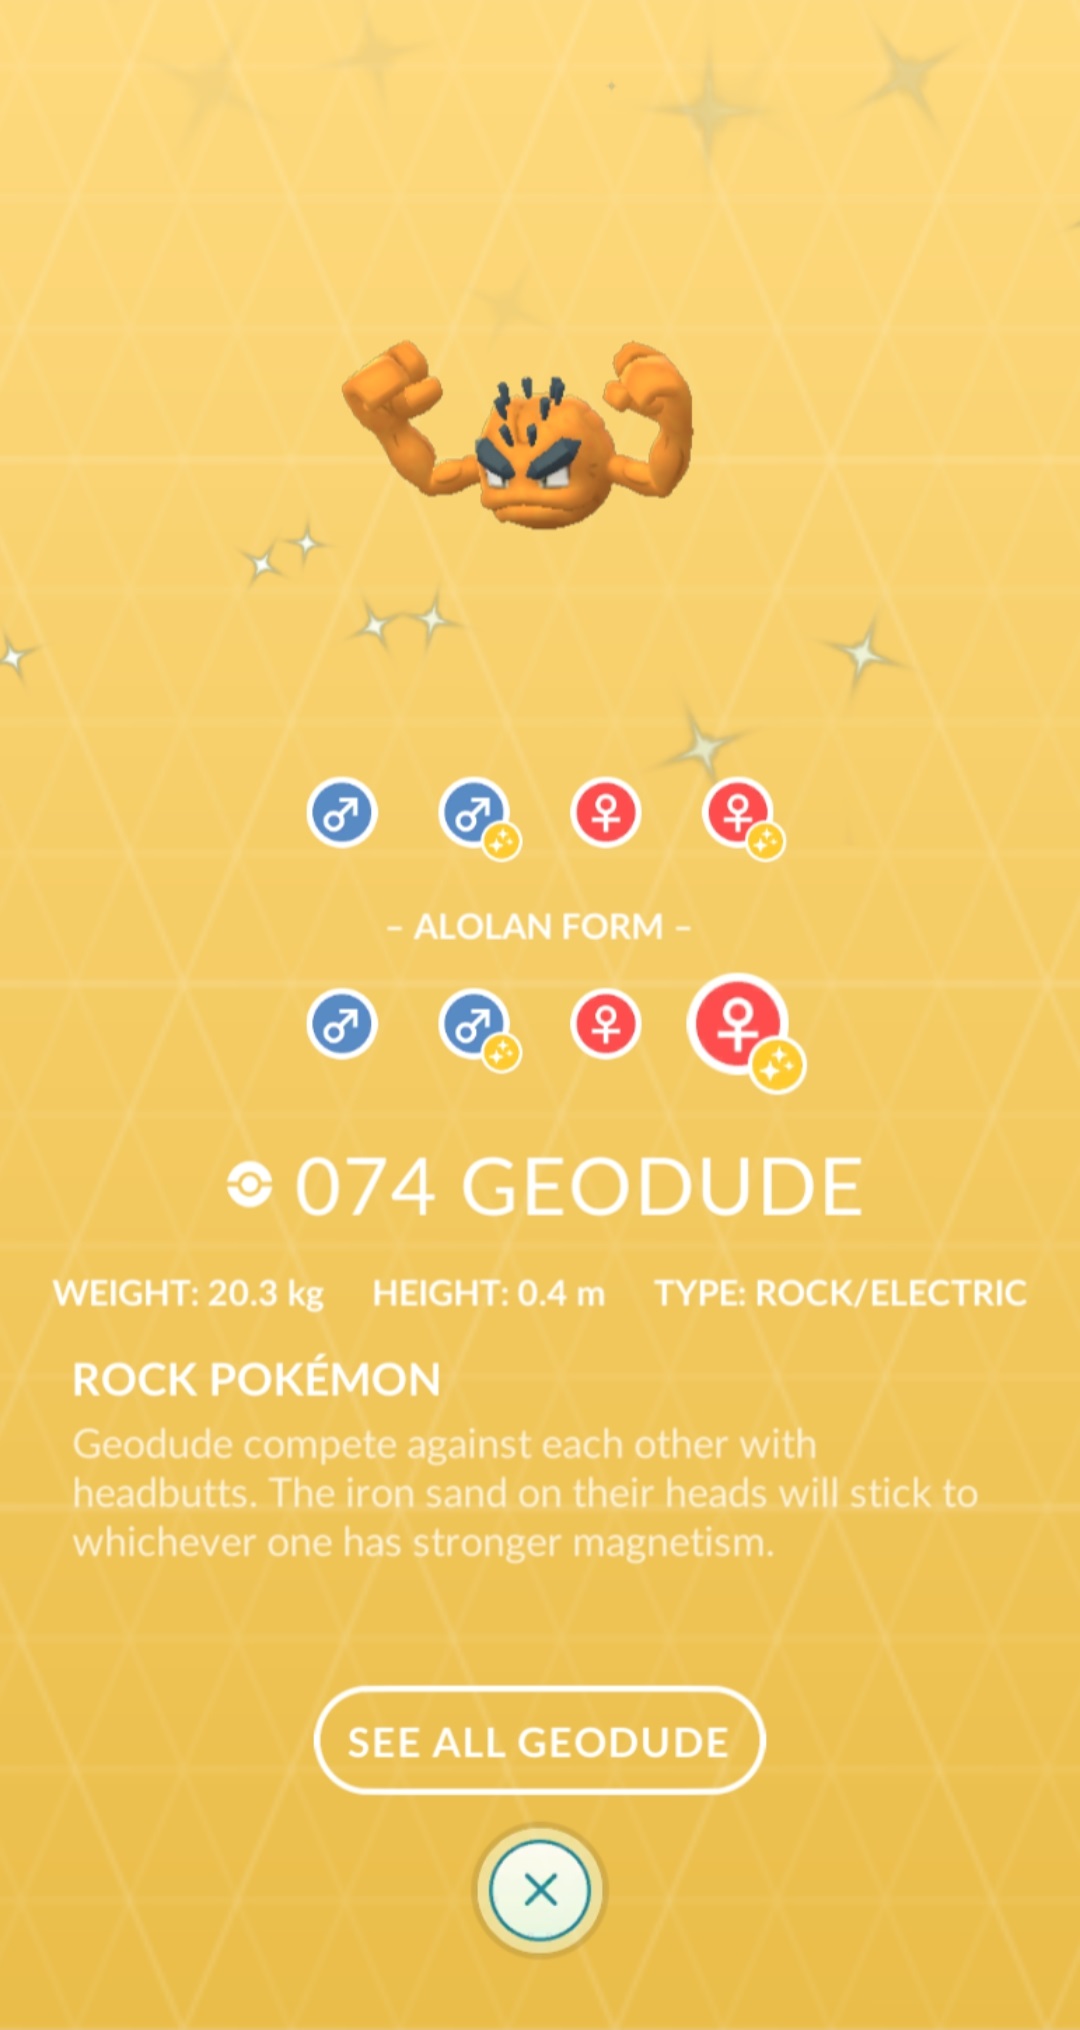 – ALOLAN FORM –
074 GEODUDE
WEIGHT: 20.3 kg HEIGHT: 0.4 m TYPE: ROCK/ELECTRIC
ROCK POKÉMON
Geodude compete against each other with
headbutts. The iron sand on their heads will stick to
whichever one has stronger magnetism.
SEE ALL GEODUDE